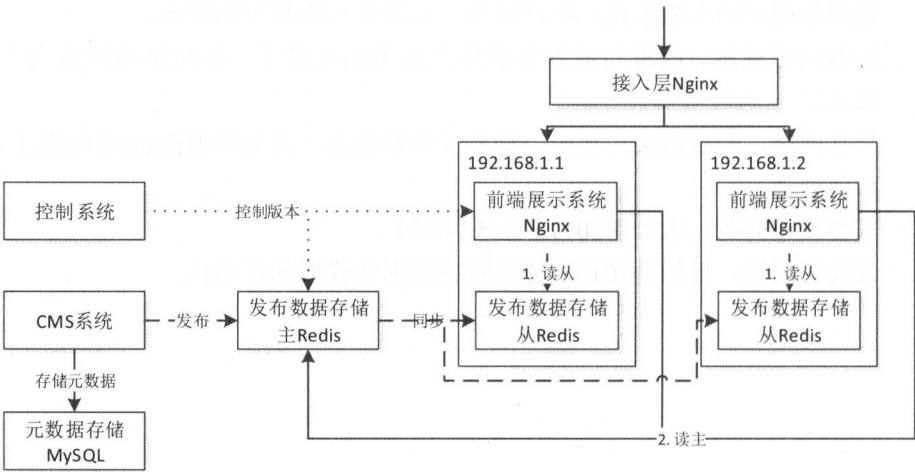 接入层Nginx
192.168.1.1
192.168.1.2
控制系统
控制版本
前端展示系统
Nginx
前端展示系统
Nginx
1. 读从
1. 读从
CMS系统
发布
发布数据存储
主Redis
同步
发布数据存储
从Redis
发布数据存储
从Redis
存储元数据
元数据存储
MySQL
2. 读主